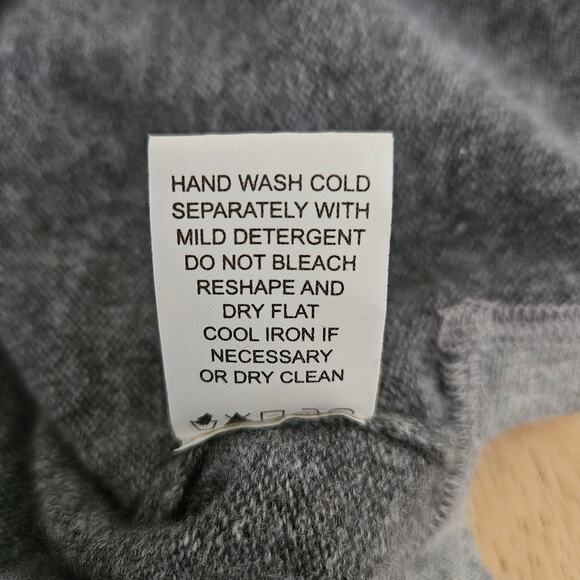 HAND WASH COLD
SEPARATELY WITH
MILD DETERGENT
DO NOT BLEACH
RESHAPE AND
DRY FLAT
COOL IRON IF
NECESSARY
OR DRY CLEAN